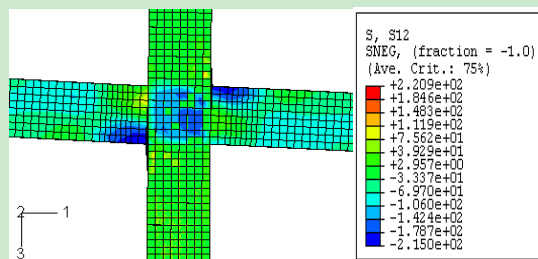 S, S12
SNEG, (fraction = -1.0)
(Ave. Crit.: 75%)
+2.209e+02
+1.846e+02
+1.483e+02
+1.119e+02
+7.562e+01
+3.929e+01
+2.957e+00
-3.337e+01
-6.970e+01
-1.060e+02
-1.424e+02
-1.787e+02
-2.150e+02
2 1
3